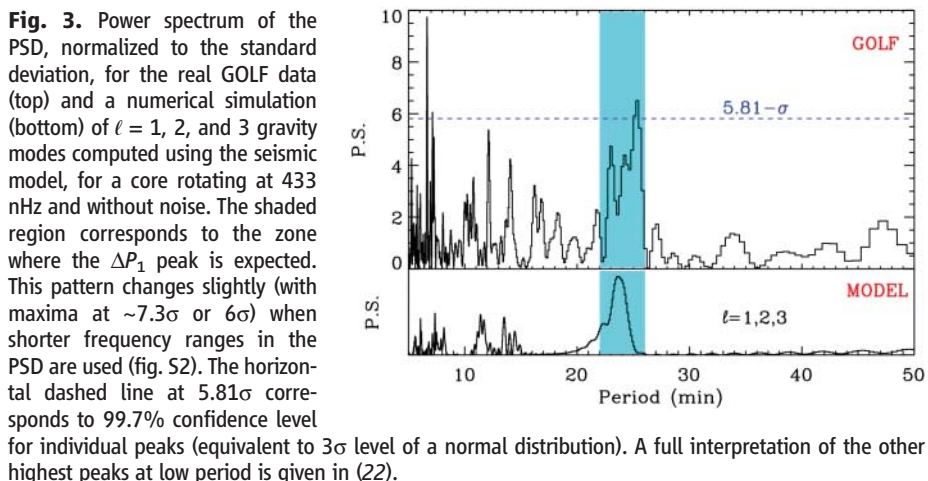 Fig. 3. Power spectrum of the
PSD, normalized to the standard
deviation, for the real GOLF data
(top) and a numerical simulation
(bottom) of ℓ = 1, 2, and 3 gravity
modes computed using the seismic
model, for a core rotating at 433
nHz and without noise. The shaded
region corresponds to the zone
where the ΔP₁ peak is expected.
This pattern changes slightly (with
maxima at ~7.3σ or 6σ) when
shorter frequency ranges in the
PSD are used (fig. S2). The horizon-
tal dashed line at 5.81σ corre-
sponds to 99.7% confidence level
for individual peaks (equivalent to 3σ level of a normal distribution). A full interpretation of the other
highest peaks at low period is given in (22).
10
8
6
4
2
0
P.S.
GOLF
5.81-σ
P.S.
MODEL
ℓ=1,2,3
10 20 30 40 50
Period (min)